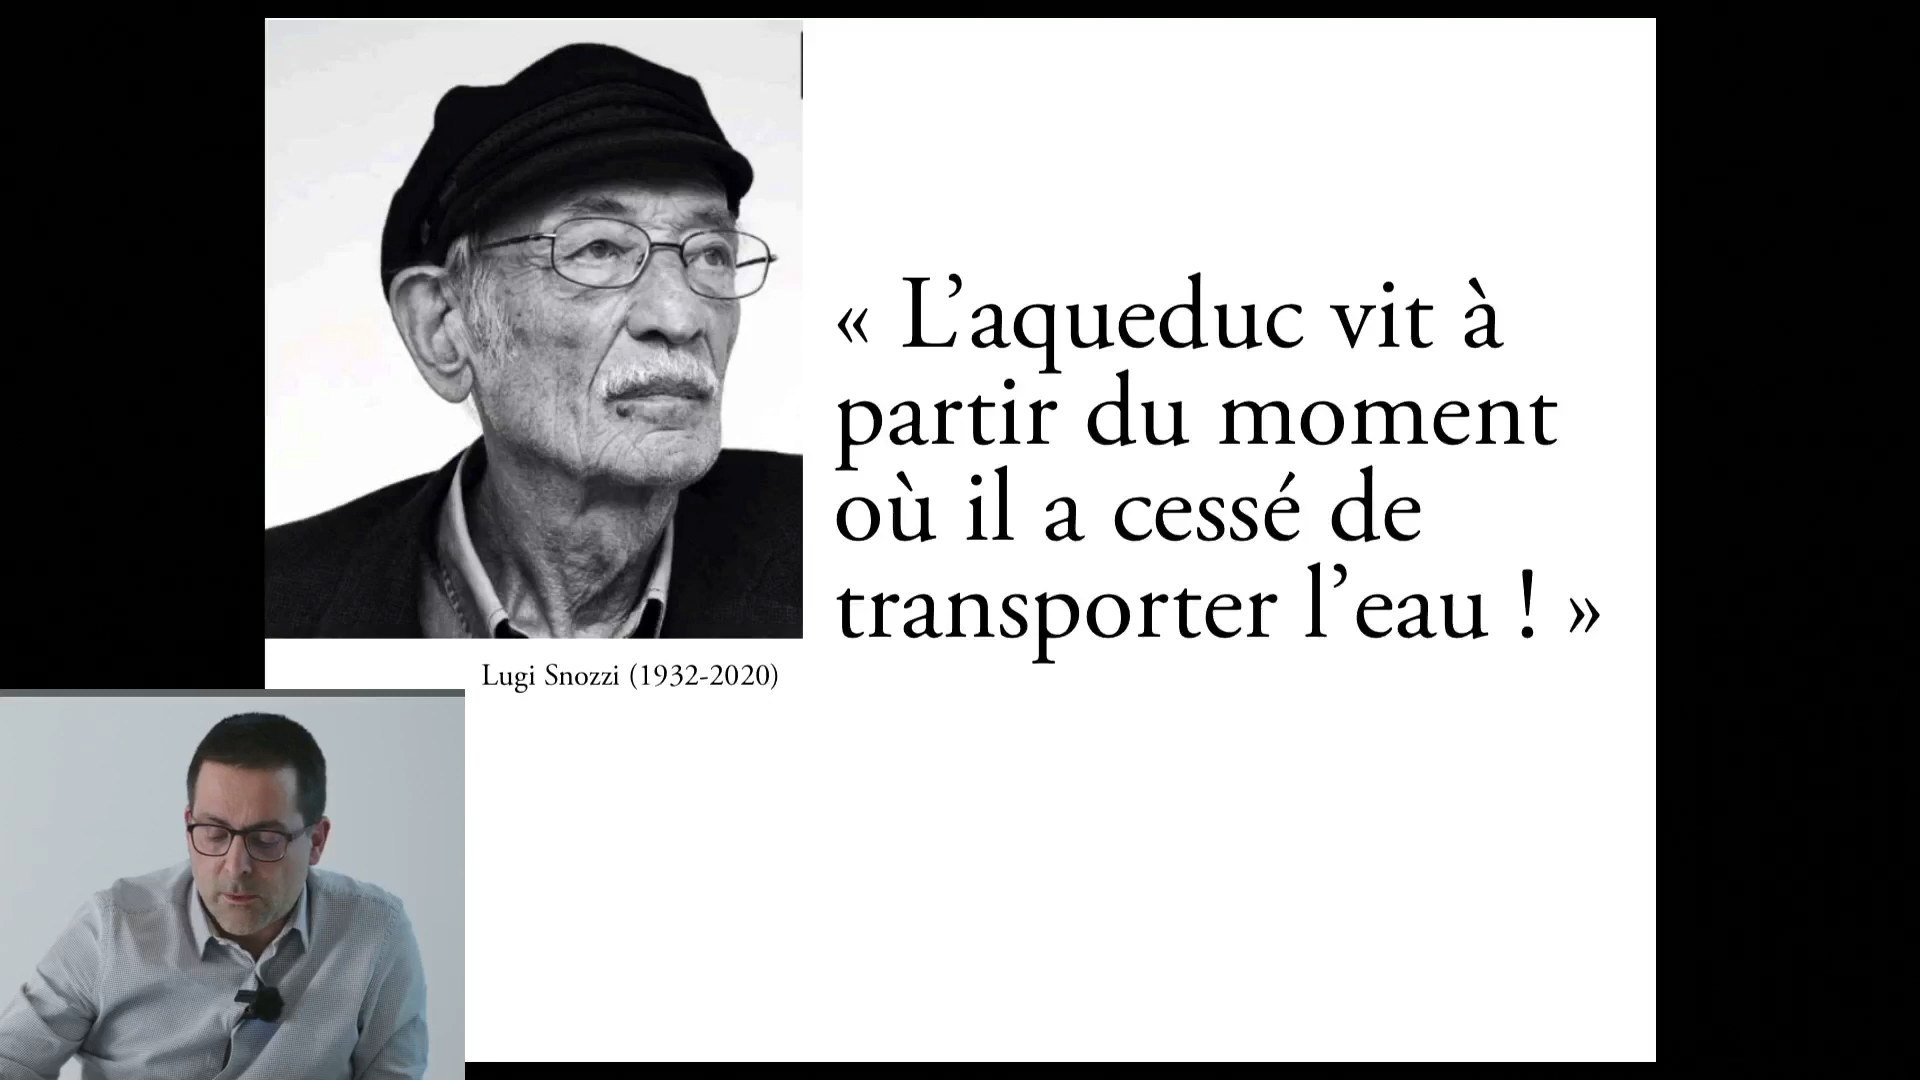 « L’aqueduc vit à
partir du moment
où il a cessé de
transporter l’eau ! »
Lugi Snozzi (1932-2020)